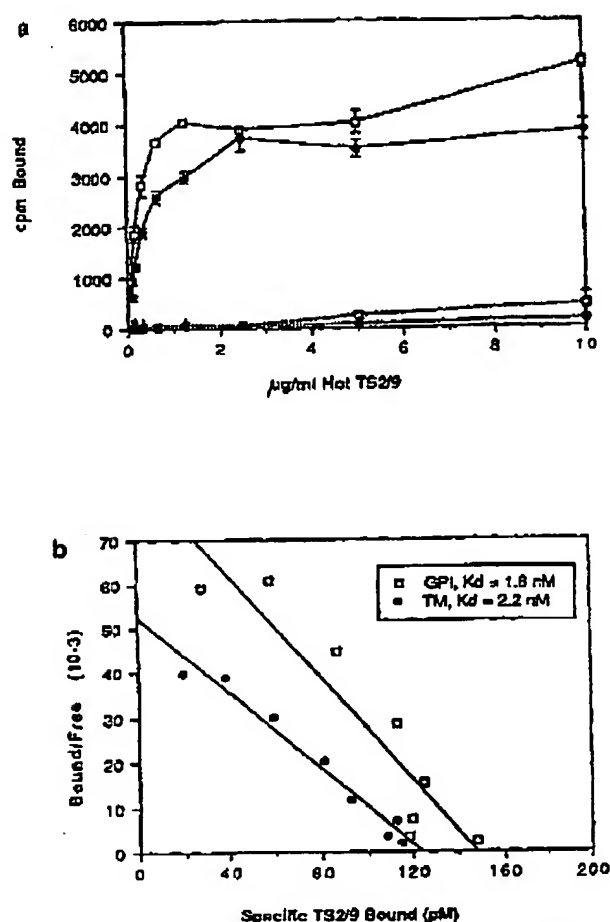 a
6000
5000
4000
3000
2000
1000
0
cpm Bound
0 2 4 6 8 10
µg/ml Hot TS2/9
b
70
60
50
40
30
20
10
0
Bound/Free (10-3)
GPI, Kd = 1.8 nM
TM, Kd = 2.2 nM
0 40 80 120 160 200
Specific TS2/9 Bound (pM)